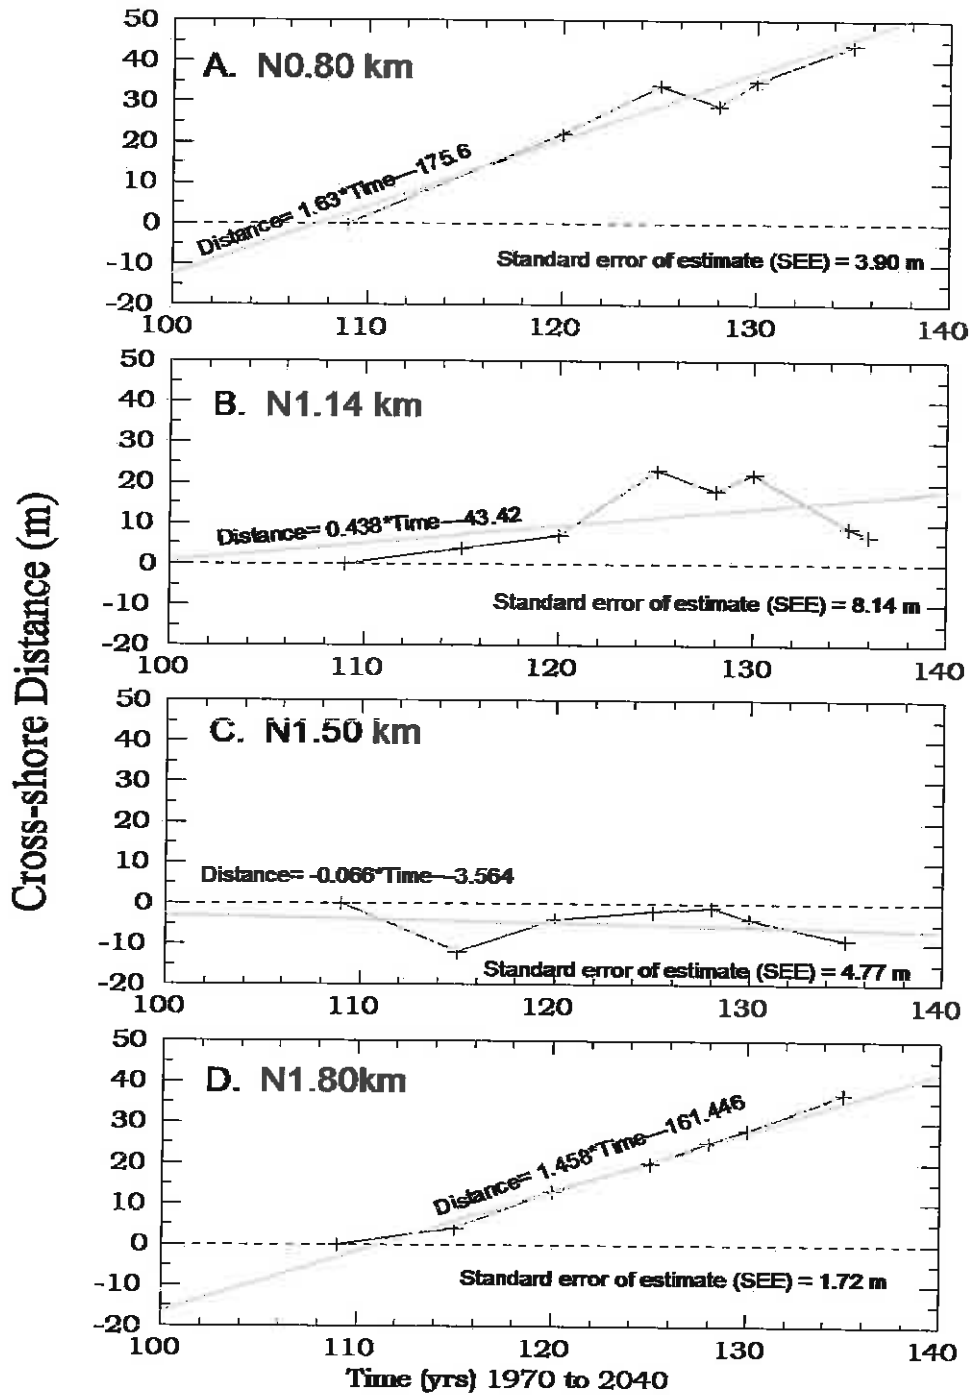 50
40
30
20
10
0
-10
-20
A. N0.80 km
Distance= 1.63*Time—175.6
Standard error of estimate (SEE) = 3.90 m
100 110 120 130 140
50
40
30
20
10
0
-10
-20
B. N1.14 km
Distance= 0.438*Time—43.42
Standard error of estimate (SEE) = 8.14 m
100 110 120 130 140
Cross-shore Distance (m)
50
40
30
20
10
0
-10
-20
C. N1.50 km
Distance= -0.066*Time—3.564
Standard error of estimate (SEE) = 4.77 m
100 110 120 130 140
50
40
30
20
10
0
-10
-20
D. N1.80km
Distance= 1.458*Time—161.446
Standard error of estimate (SEE) = 1.72 m
100 110 120 130 140
Time (yrs) 1970 to 2040